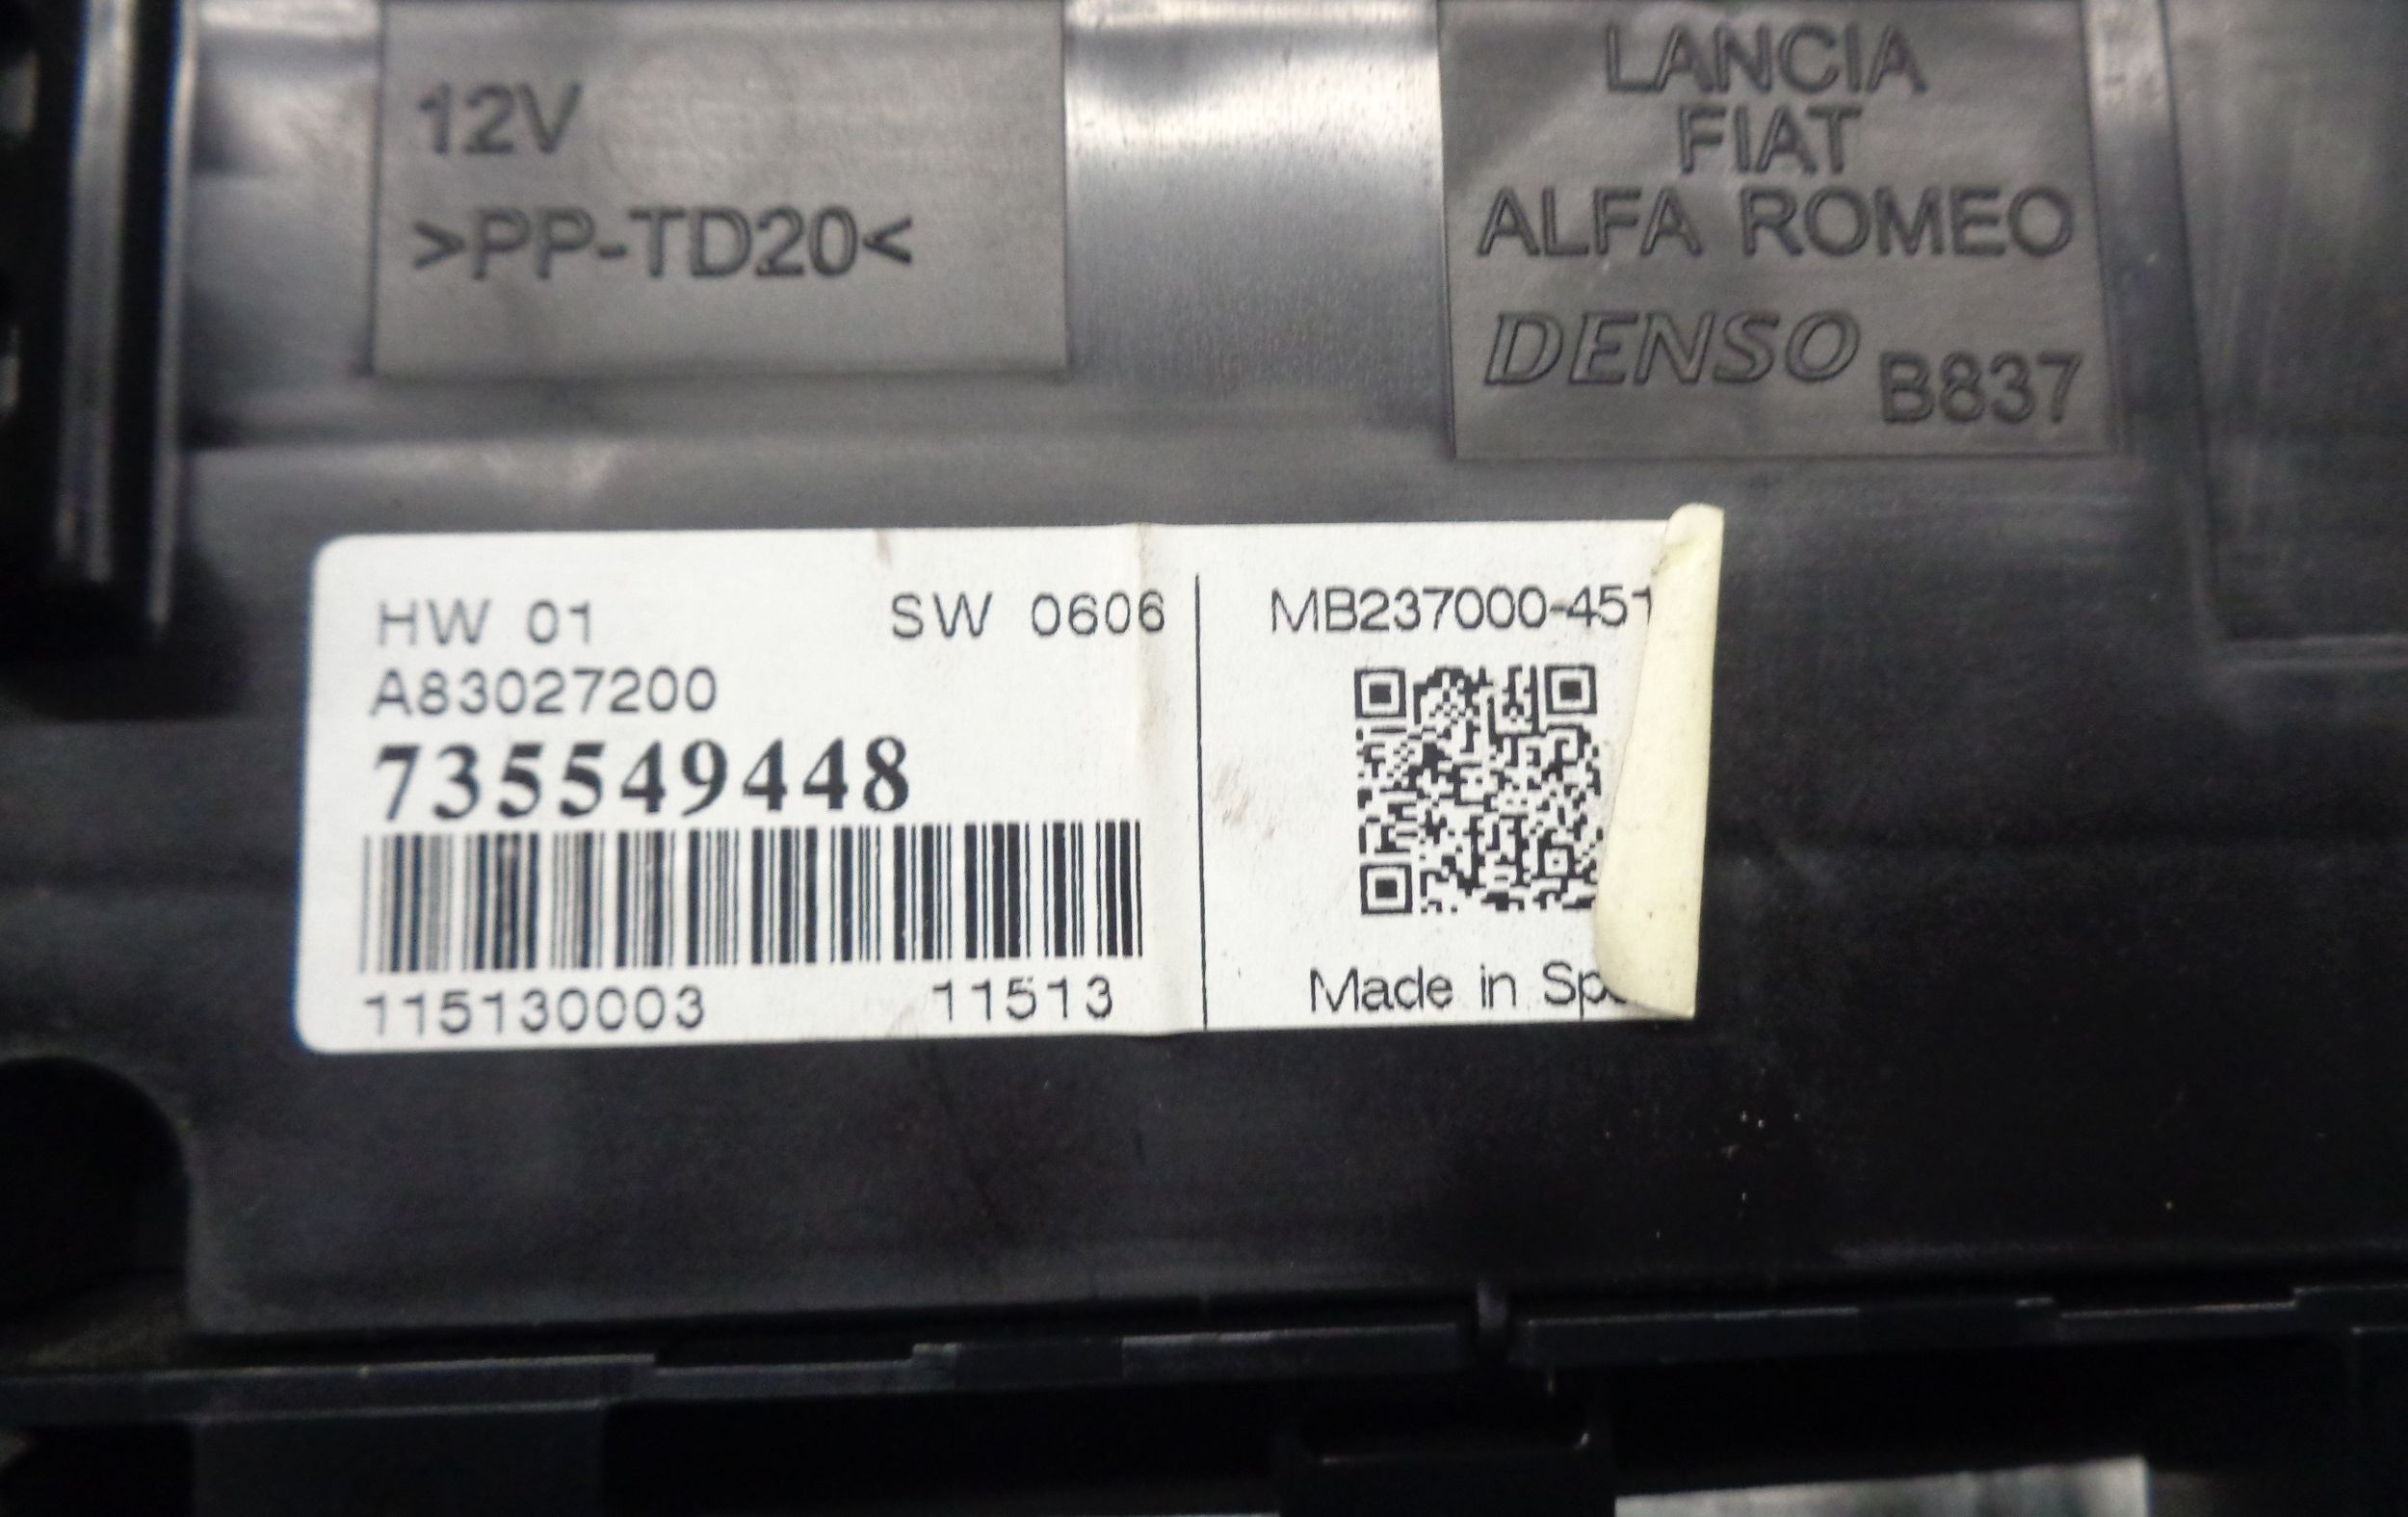 12V
>PP-TD20<
LANCIA
FIAT
ALFA ROMEO
DENSO B837
HW 01 SW 0606
A83027200
735549448
115130003 11513
MB237000-451
Made in